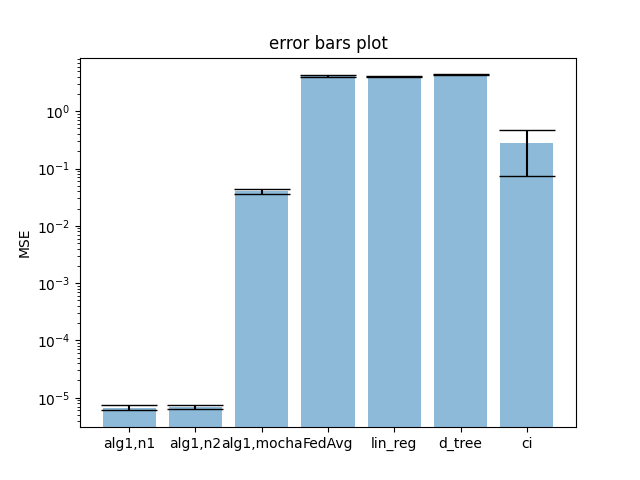 error bars plot
MSE
10⁰
10⁻¹
10⁻²
10⁻³
10⁻⁴
10⁻⁵
alg1,n1 alg1,n2 alg1,mocha FedAvg lin_reg d_tree ci